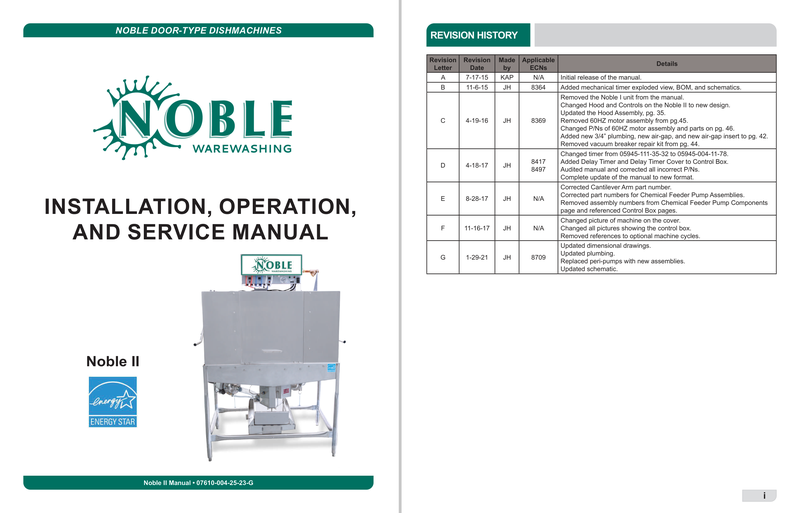 NOBLE DOOR-TYPE DISHMACHINES
NOBLE
WAREWASHING
INSTALLATION, OPERATION,
AND SERVICE MANUAL
NOBLE
Noble II
energy
ENERGY STAR
Noble II Manual • 07610-004-25-23-G
REVISION HISTORY
Revision Letter Revision Date Made by Applicable ECNs Details
A 7-17-15 KAP N/A Initial release of the manual.
B 11-6-15 JH 8364 Added mechanical timer exploded view, BOM, and schematics.
C 4-19-16 JH 8369 Removed the Noble I unit from the manual.
Changed Hood and Controls on the Noble II to new design.
Updated the Hood Assembly, pg. 35.
Removed 60HZ motor assembly from pg.45.
Changed P/Ns of 60HZ motor assembly and parts on pg. 46.
Added new 3/4" plumbing, new air-gap, and new air-gap insert to pg. 42.
Removed vacuum breaker repair kit from pg. 44.
D 4-18-17 JH 8417 8497 Changed timer from 05945-111-35-32 to 05945-004-11-78.
Added Delay Timer and Delay Timer Cover to Control Box.
Audited manual and corrected all incorrect P/Ns.
Complete update of the manual to new format.
E 8-28-17 JH N/A Corrected Cantilever Arm part number.
Corrected part numbers for Chemical Feeder Pump Assemblies.
Removed assembly numbers from Chemical Feeder Pump Components
page and referenced Control Box pages.
F 11-16-17 JH N/A Changed picture of machine on the cover.
Changed all pictures showing the control box.
Removed references to optional machine cycles.
G 1-29-21 JH 8709 Updated dimensional drawings.
Updated plumbing.
Replaced peri-pumps with new assemblies.
Updated schematic.
i